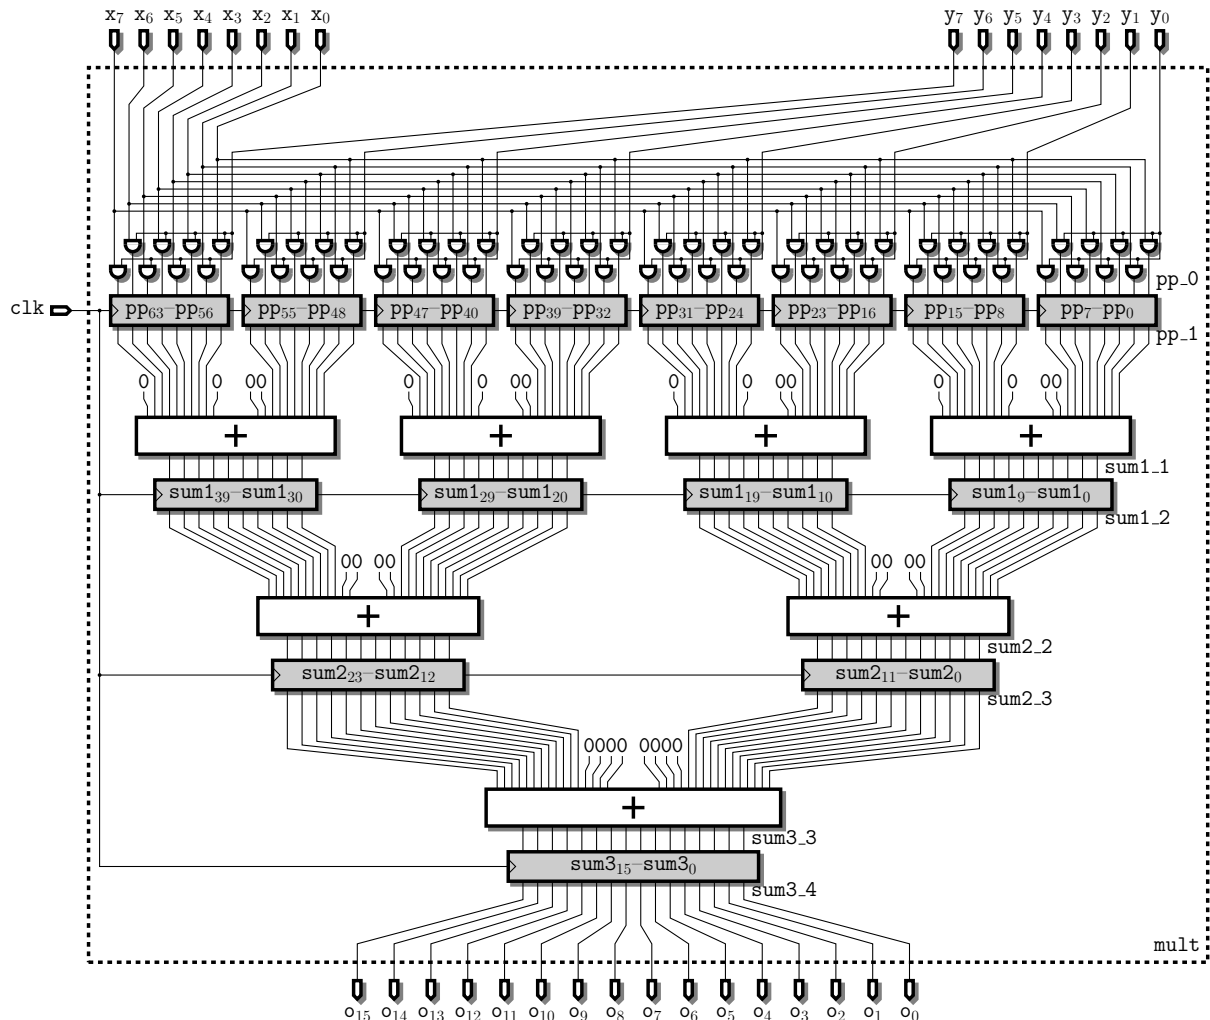 x₇ x₆ x₅ x₄ x₃ x₂ x₁ x₀ y₇ y₆ y₅ y₄ y₃ y₂ y₁ y₀
pp_0
clk pp₆₃–pp₅₆ pp₅₅–pp₄₈ pp₄₇–pp₄₀ pp₃₉–pp₃₂ pp₃₁–pp₂₄ pp₂₃–pp₁₆ pp₁₅–pp₈ pp₇–pp₀
pp_1
0 0 00 0 0 00 0 0 00 0 0 00
+ + + +
sum1_1
sum1₃₉–sum1₃₀ sum1₂₉–sum1₂₀ sum1₁₉–sum1₁₀ sum1₉–sum1₀
sum1_2
00 00 00 00
+ +
sum2_2
sum2₂₃–sum2₁₂ sum2₁₁–sum2₀
sum2_3
0000 0000
+
sum3_3
sum3₁₅–sum3₀
sum3_4
mult
o₁₅ o₁₄ o₁₃ o₁₂ o₁₁ o₁₀ o₉ o₈ o₇ o₆ o₅ o₄ o₃ o₂ o₁ o₀